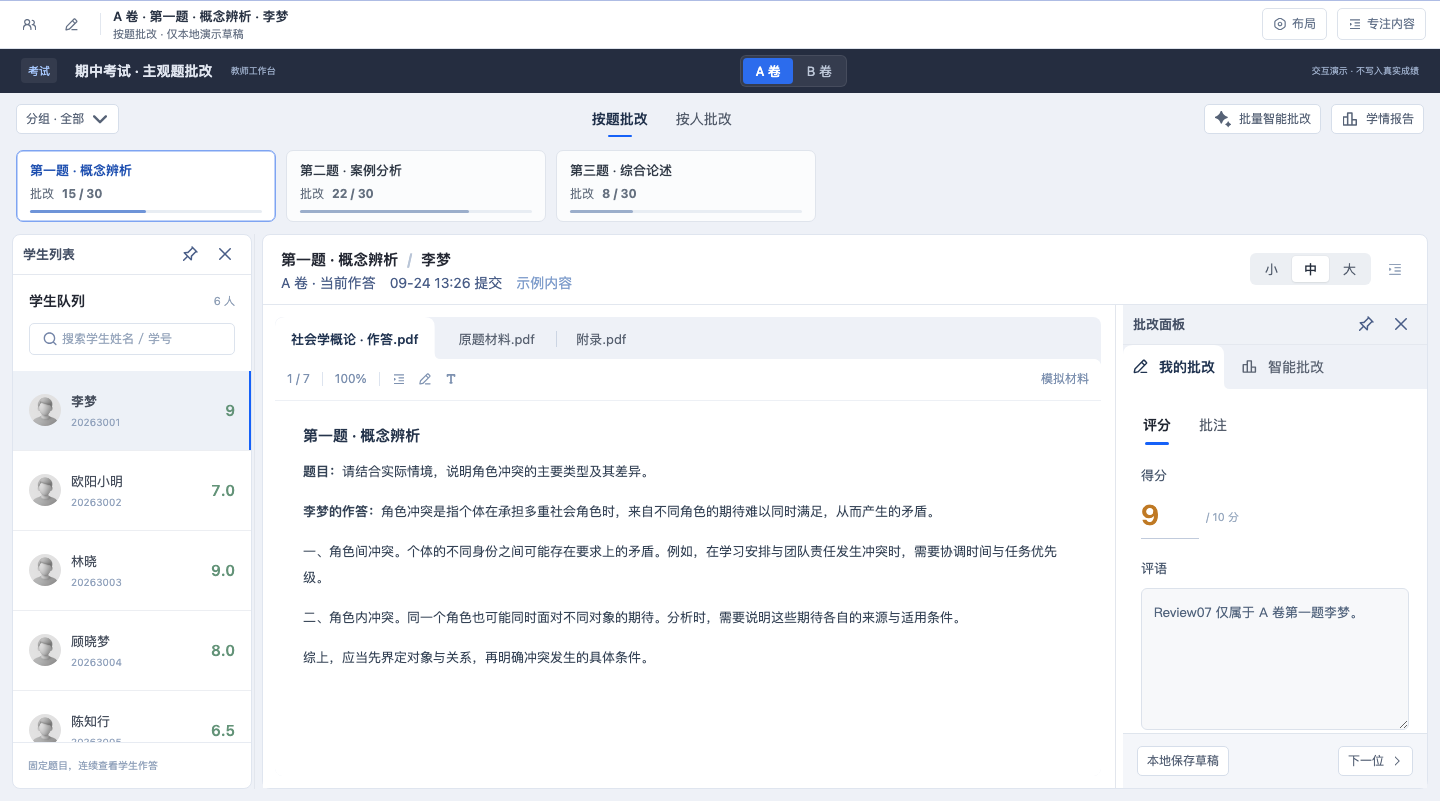 A 卷 · 第一题 · 概念辨析 · 李梦
按题批改 · 仅本地演示草稿
布局
专注内容
考试
期中考试 · 主观题批改
教师工作台
A 卷
B 卷
交互演示 · 不写入真实成绩
分组 · 全部
按题批改
按人批改
批量智能批改
学情报告
第一题 · 概念辨析
批改 15 / 30
第二题 · 案例分析
批改 22 / 30
第三题 · 综合论述
批改 8 / 30
学生列表
学生队列
6 人
搜索学生姓名 / 学号
李梦
20263001
9
欧阳小明
20263002
7.0
林晓
20263003
9.0
顾晓梦
20263004
8.0
陈知行
6.5
固定题目，连续查看学生作答
第一题 · 概念辨析 / 李梦
A 卷 · 当前作答 09-24 13:26 提交 示例内容
小
中
大
社会学概论 · 作答.pdf
原题材料.pdf
附录.pdf
1 / 7
100%
模拟材料
第一题 · 概念辨析
题目：请结合实际情境，说明角色冲突的主要类型及其差异。
李梦的作答：角色冲突是指个体在承担多重社会角色时，来自不同角色的期待难以同时满足，从而产生的矛盾。
一、角色间冲突。个体的不同身份之间可能存在要求上的矛盾。例如，在学习安排与团队责任发生冲突时，需要协调时间与任务优先
级。
二、角色内冲突。同一个角色也可能同时面对不同对象的期待。分析时，需要说明这些期待各自的来源与适用条件。
综上，应当先界定对象与关系，再明确冲突发生的具体条件。
批改面板
我的批改
智能批改
评分
批注
得分
9
/ 10 分
评语
Review07 仅属于 A 卷第一题李梦。
本地保存草稿
下一位